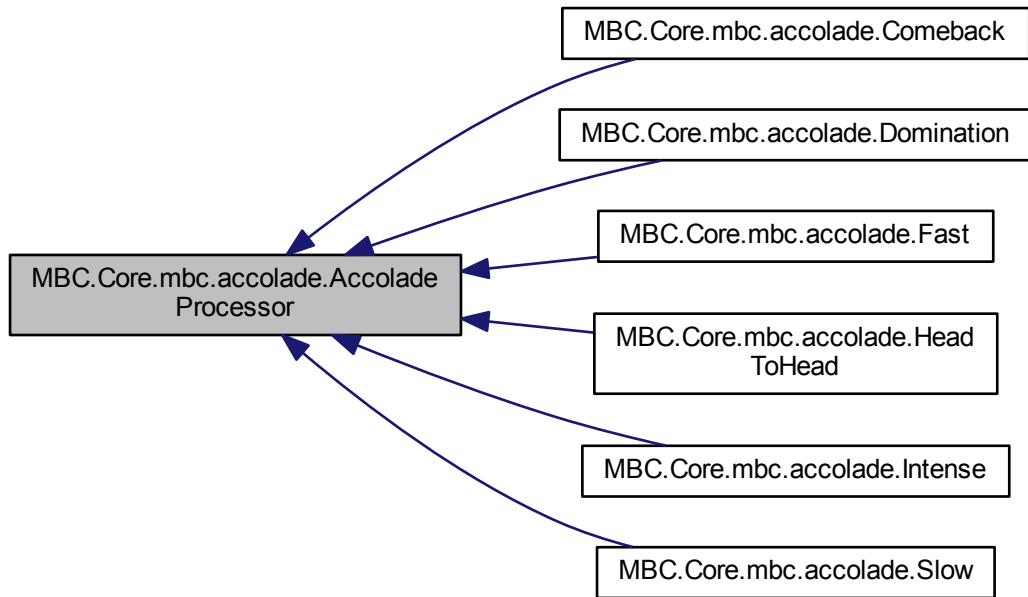 MBC.Core.mbc.accolade.Comeback
MBC.Core.mbc.accolade.Domination
MBC.Core.mbc.accolade.Fast
MBC.Core.mbc.accolade.Accolade
Processor
MBC.Core.mbc.accolade.Head
ToHead
MBC.Core.mbc.accolade.Intense
MBC.Core.mbc.accolade.Slow